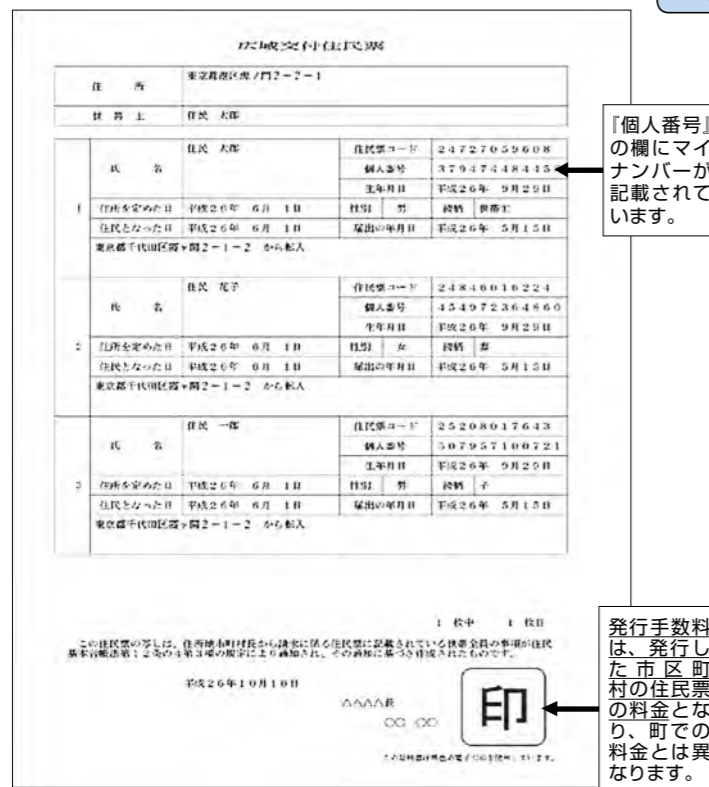 広域交付住民票
住 所
東京都港区虎ノ門2-2-1
世 帯 主
住民 太郎
1
氏 名
住民 太郎
住民票コード
24727059608
個人番号
生年月日
平成26年 9月29日
住所を定めた日 平成26年 6月 1日
性別 男 続柄 世帯主
住民となった日 平成26年 6月 1日
届出の年月日 平成26年 5月15日
東京都千代田区霞ヶ関2-1-2 から転入
2
氏 名
住民 花子
住民票コード
24846016224
個人番号
454972364860
生年月日
平成26年 9月29日
住所を定めた日 平成26年 6月 1日
性別 女 続柄 妻
住民となった日 平成26年 6月 1日
届出の年月日 平成26年 5月15日
東京都千代田区霞ヶ関2-1-2 から転入
3
氏 名
住民 一郎
住民票コード
25208017643
個人番号
507957100721
生年月日
平成26年 9月29日
住所を定めた日 平成26年 6月 1日
性別 男 続柄 子
住民となった日 平成26年 6月 1日
届出の年月日 平成26年 5月15日
東京都千代田区霞ヶ関2-1-2 から転入
1 枚中 1 枚目
この住民票の写しは、住所地市町村長から請求に係る住民票に記載されている世帯全員の事項が住民
基本台帳法第12条の4第3項の規定により通知され、その通知に基づき作成されたものです。
平成26年10月10日
△△△△長
○○ ○○
印
『個人番号』
の欄にマイ
ナンバーが
記載されて
います。
発行手数料
は、発行し
た市区町
村の住民票
の料金とな
り、町での
料金とは異
なります。